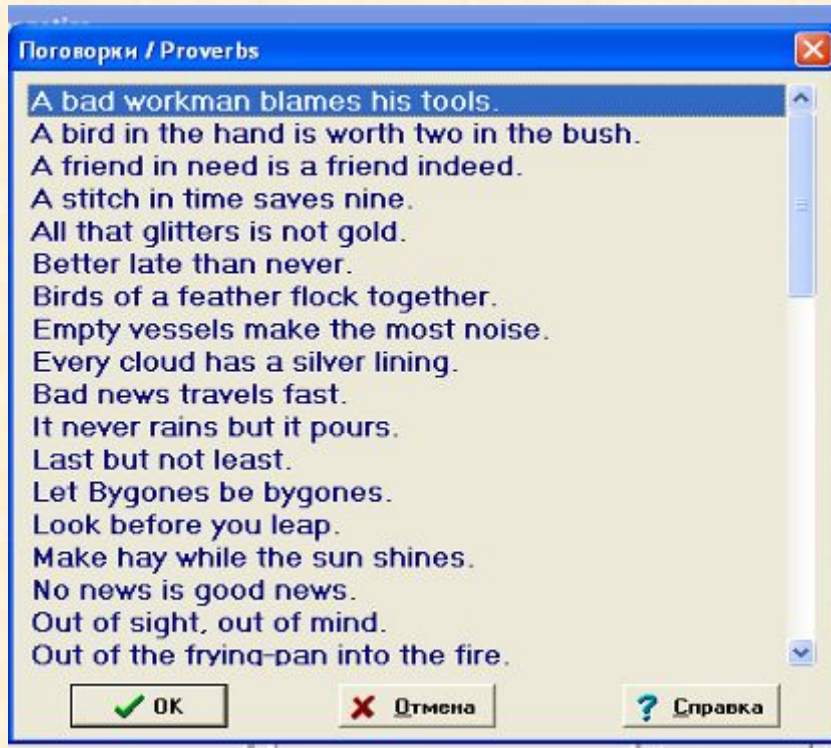 Поговорки / Proverbs
A bad workman blames his tools.
A bird in the hand is worth two in the bush.
A friend in need is a friend indeed.
A stitch in time saves nine.
All that glitters is not gold.
Better late than never.
Birds of a feather flock together.
Empty vessels make the most noise.
Every cloud has a silver lining.
Bad news travels fast.
It never rains but it pours.
Last but not least.
Let Bygones be bygones.
Look before you leap.
Make hay while the sun shines.
No news is good news.
Out of sight, out of mind.
Out of the frying-pan into the fire.
OK Отмена Справка